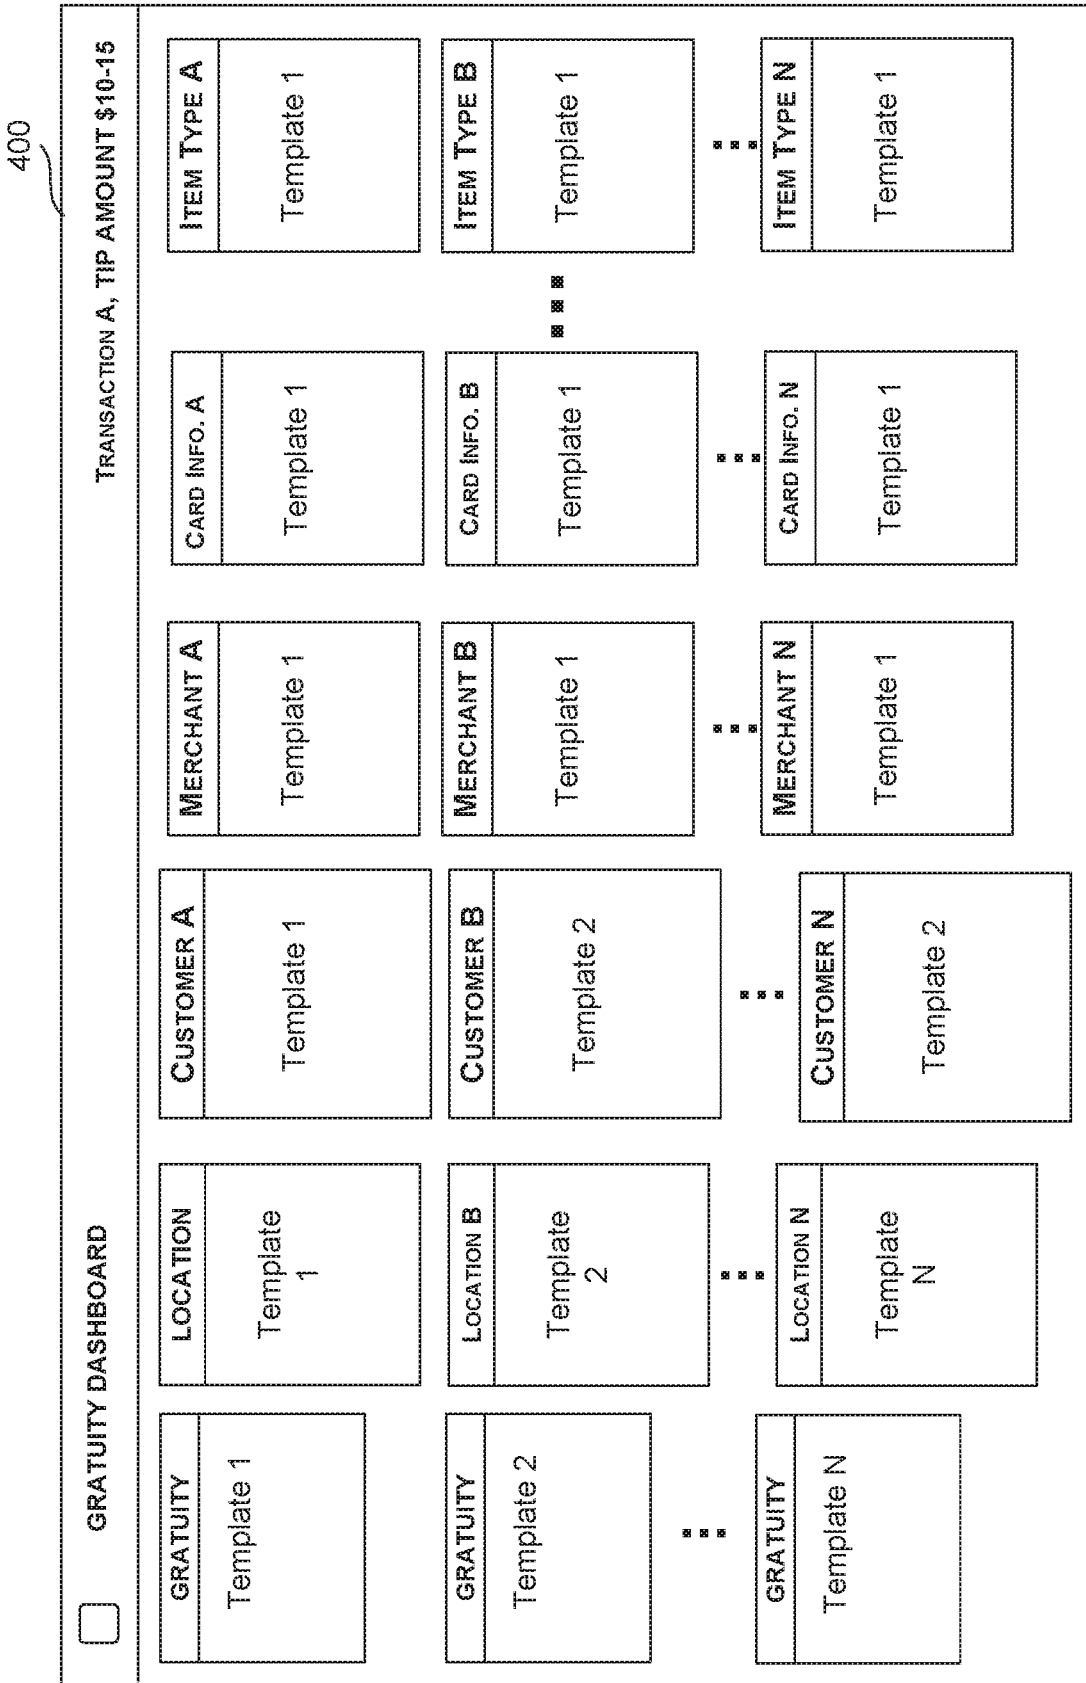 400
GRATUITY DASHBOARD
TRANSACTION A, TIP AMOUNT $10-15
GRATUITY
Template 1
LOCATION
Template
1
CUSTOMER A
Template 1
MERCHANT A
Template 1
CARD INFO. A
Template 1
ITEM TYPE A
Template 1
GRATUITY
Template 2
LOCATION B
Template
2
CUSTOMER B
Template 2
MERCHANT B
Template 1
CARD INFO. B
Template 1
ITEM TYPE B
Template 1
GRATUITY
Template N
LOCATION N
Template
N
CUSTOMER N
Template 2
MERCHANT N
Template 1
CARD INFO. N
Template 1
ITEM TYPE N
Template 1